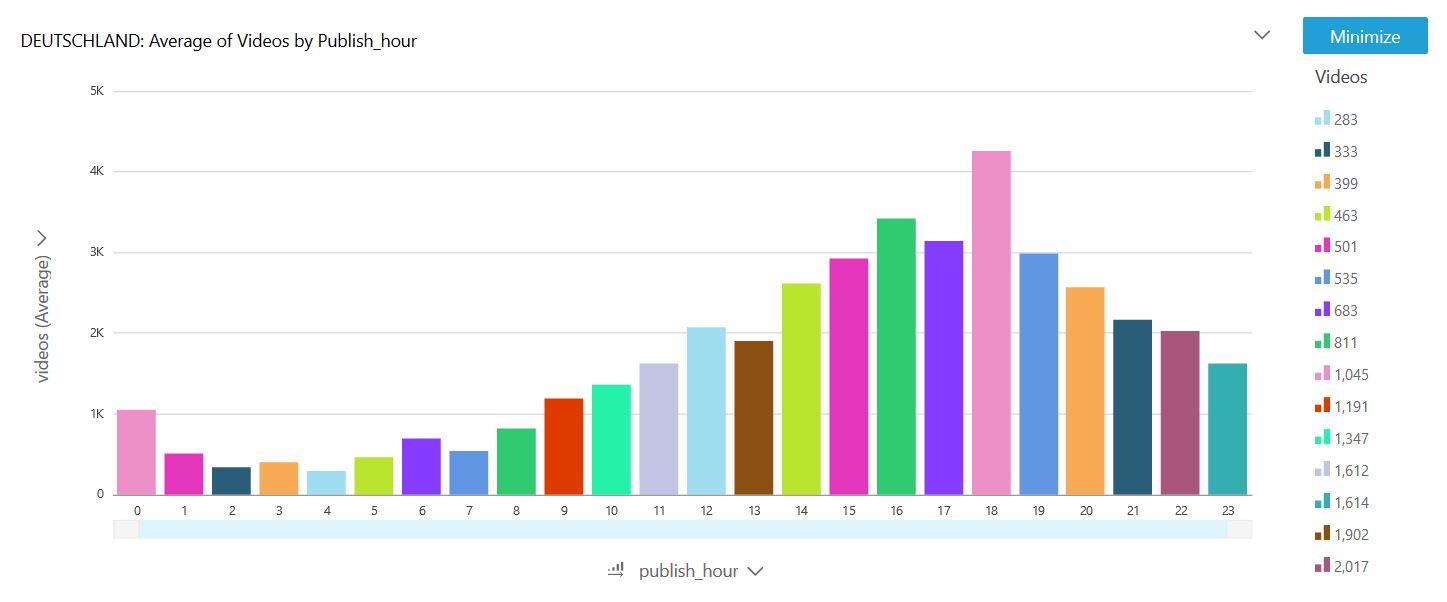 DEUTSCHLAND: Average of Videos by Publish_hour
Minimize
Videos
283
333
399
463
501
535
683
811
1,045
1,191
1,347
1,612
1,614
1,902
2,017
videos (Average)
5K
4K
3K
2K
1K
0
0 1 2 3 4 5 6 7 8 9 10 11 12 13 14 15 16 17 18 19 20 21 22 23
publish_hour